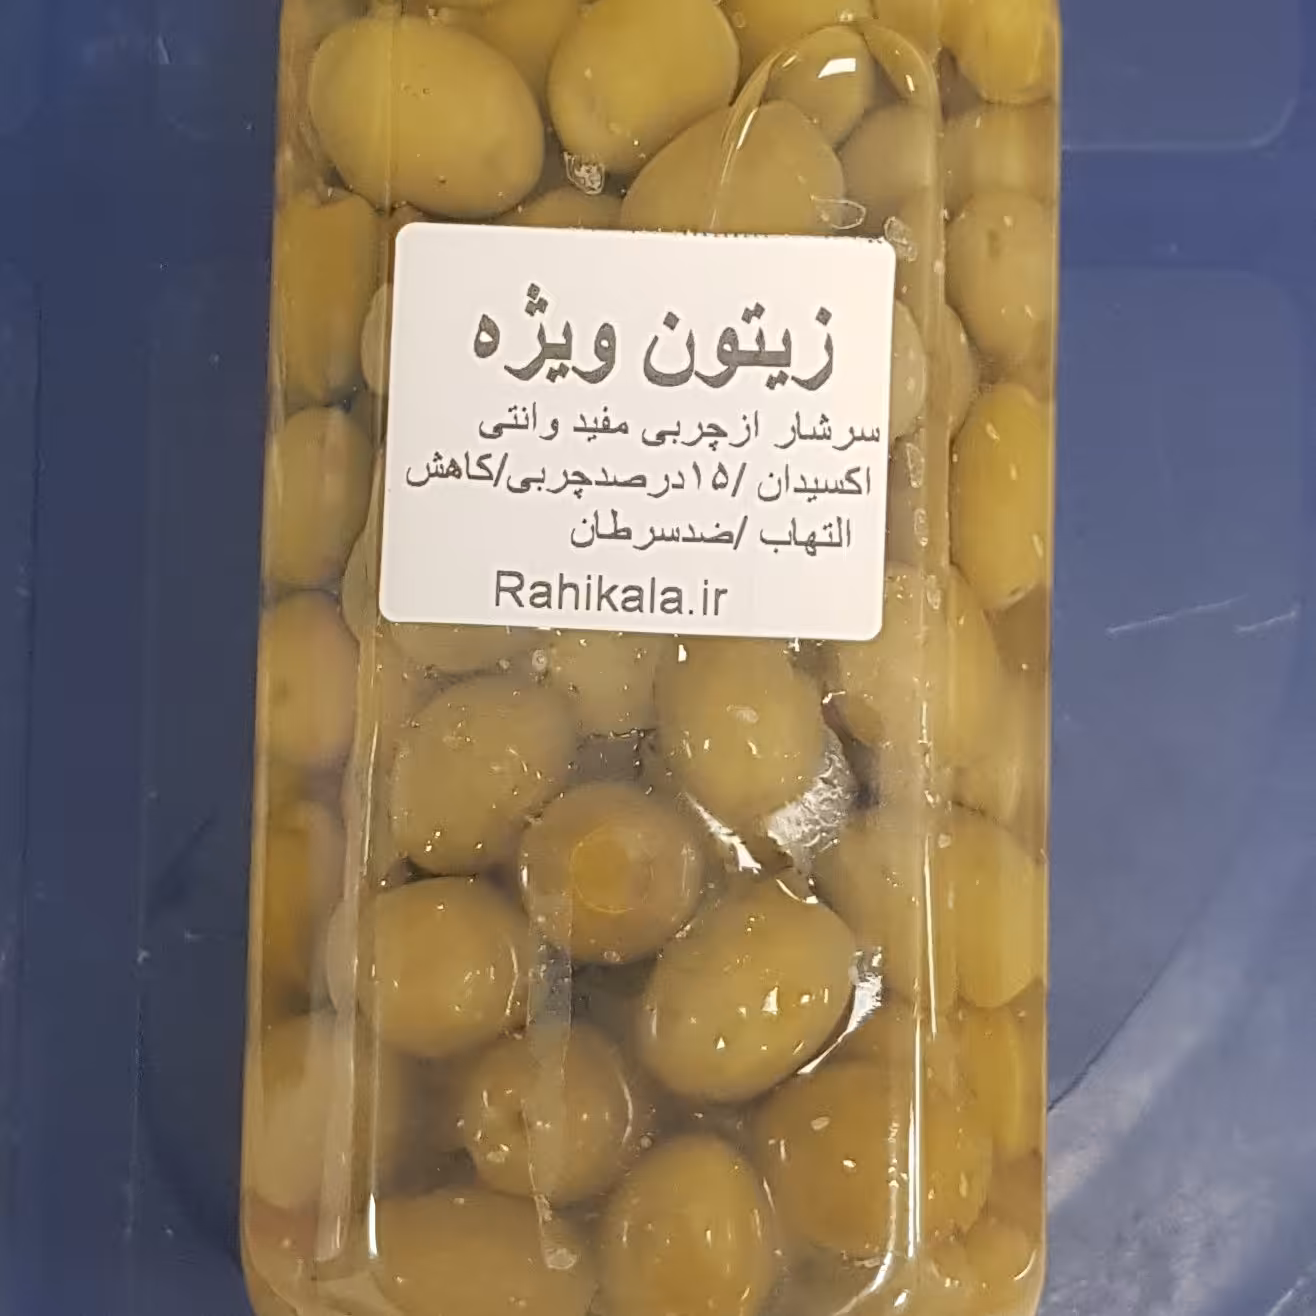 زیتون ویژه
سرشار ازچربی مفید وانتی
اکسیدان /۱۵درصدچربی/کاهش
التهاب /ضدسرطان
Rahikala.ir